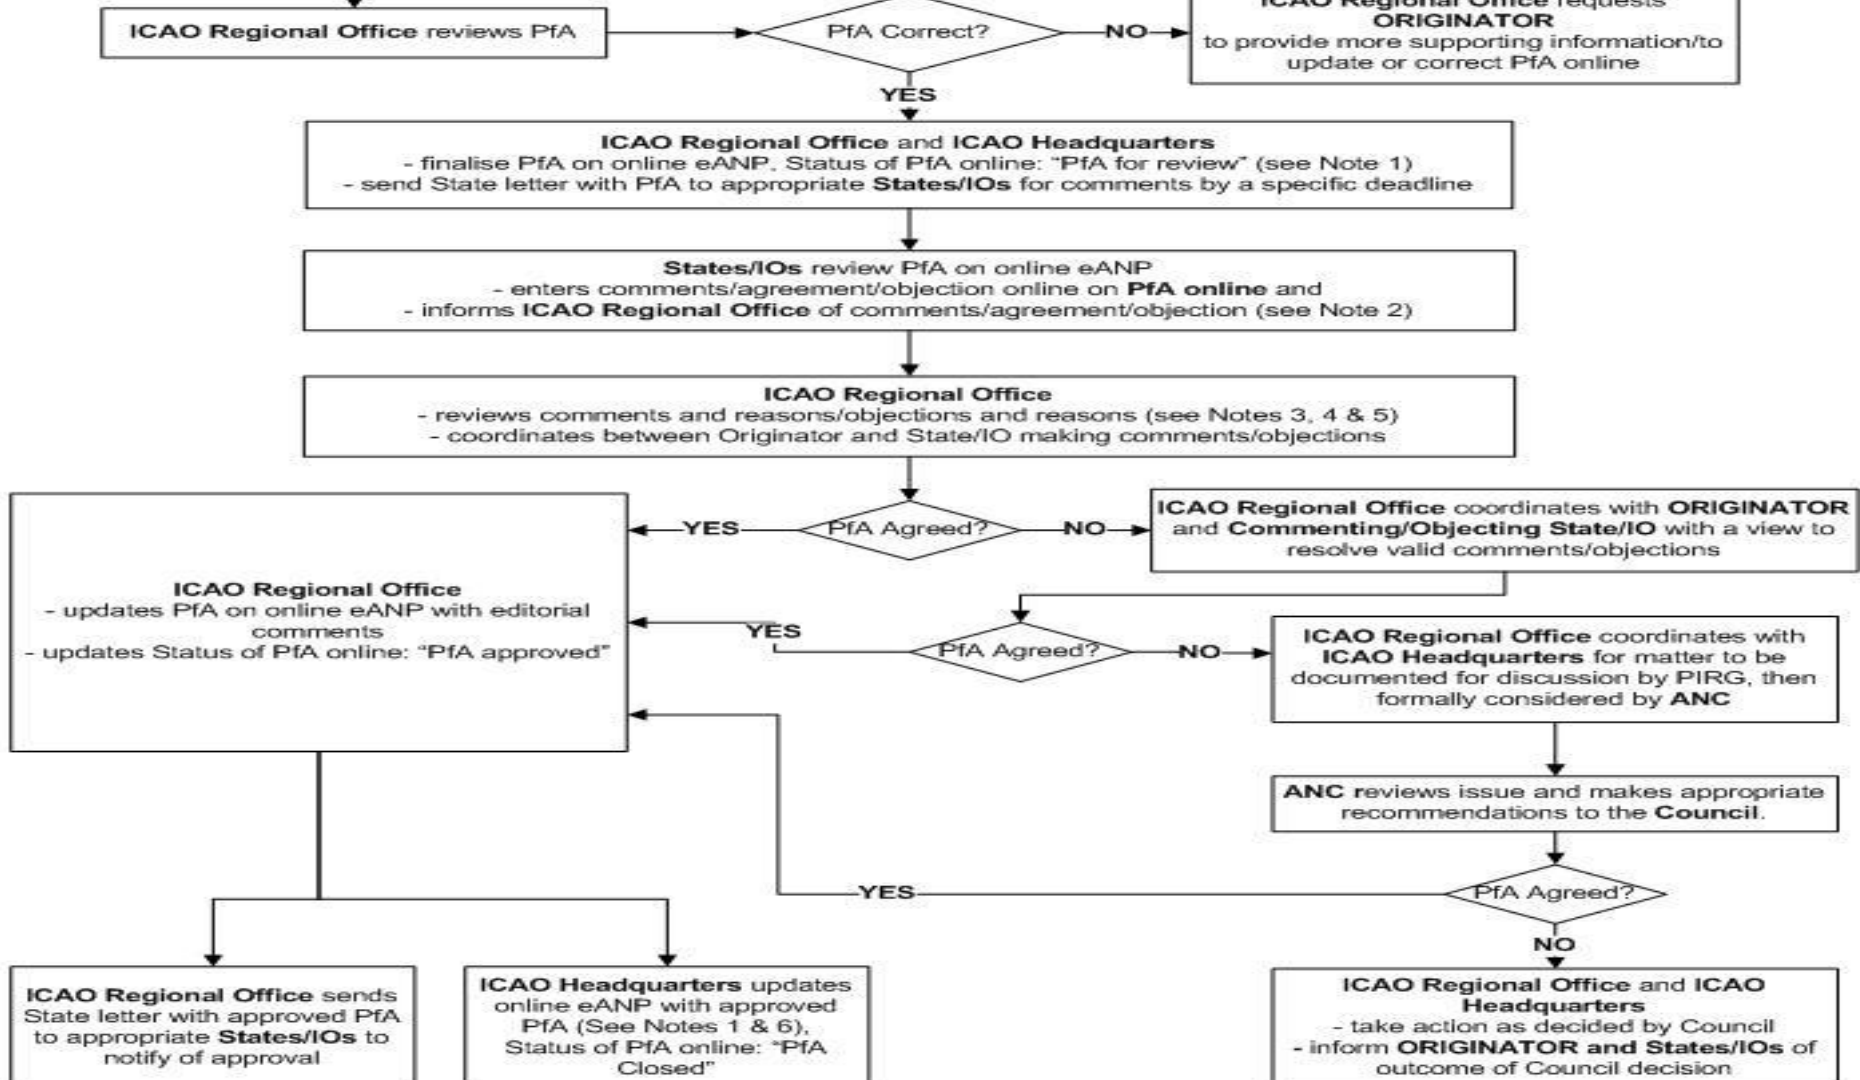 ICAO Regional Office requests
ORIGINATOR
to provide more supporting information/to
update or correct PfA online
ICAO Regional Office reviews PfA
PfA Correct?
NO
YES
ICAO Regional Office and ICAO Headquarters
- finalise PfA on online eANP, Status of PfA online: “PfA for review” (see Note 1)
- send State letter with PfA to appropriate States/IOs for comments by a specific deadline
States/IOs review PfA on online eANP
- enters comments/agreement/objection online on PfA online and
- informs ICAO Regional Office of comments/agreement/objection (see Note 2)
ICAO Regional Office
- reviews comments and reasons/objections and reasons (see Notes 3, 4 & 5)
- coordinates between Originator and State/IO making comments/objections
YES
PfA Agreed?
NO
ICAO Regional Office coordinates with ORIGINATOR
and Commenting/Objecting State/IO with a view to
resolve valid comments/objections
ICAO Regional Office
- updates PfA on online eANP with editorial
comments
- updates Status of PfA online: “PfA approved”
YES
PfA Agreed?
NO
ICAO Regional Office coordinates with
ICAO Headquarters for matter to be
documented for discussion by PIRG, then
formally considered by ANC
ANC reviews issue and makes appropriate
recommendations to the Council.
YES
PfA Agreed?
NO
ICAO Regional Office sends
State letter with approved PfA
to appropriate States/IOs to
notify of approval
ICAO Headquarters updates
online eANP with approved
PfA (See Notes 1 & 6),
Status of PfA online: “PfA
Closed”
ICAO Regional Office and ICAO
Headquarters
- take action as decided by Council
- inform ORIGINATOR and States/IOs of
outcome of Council decision